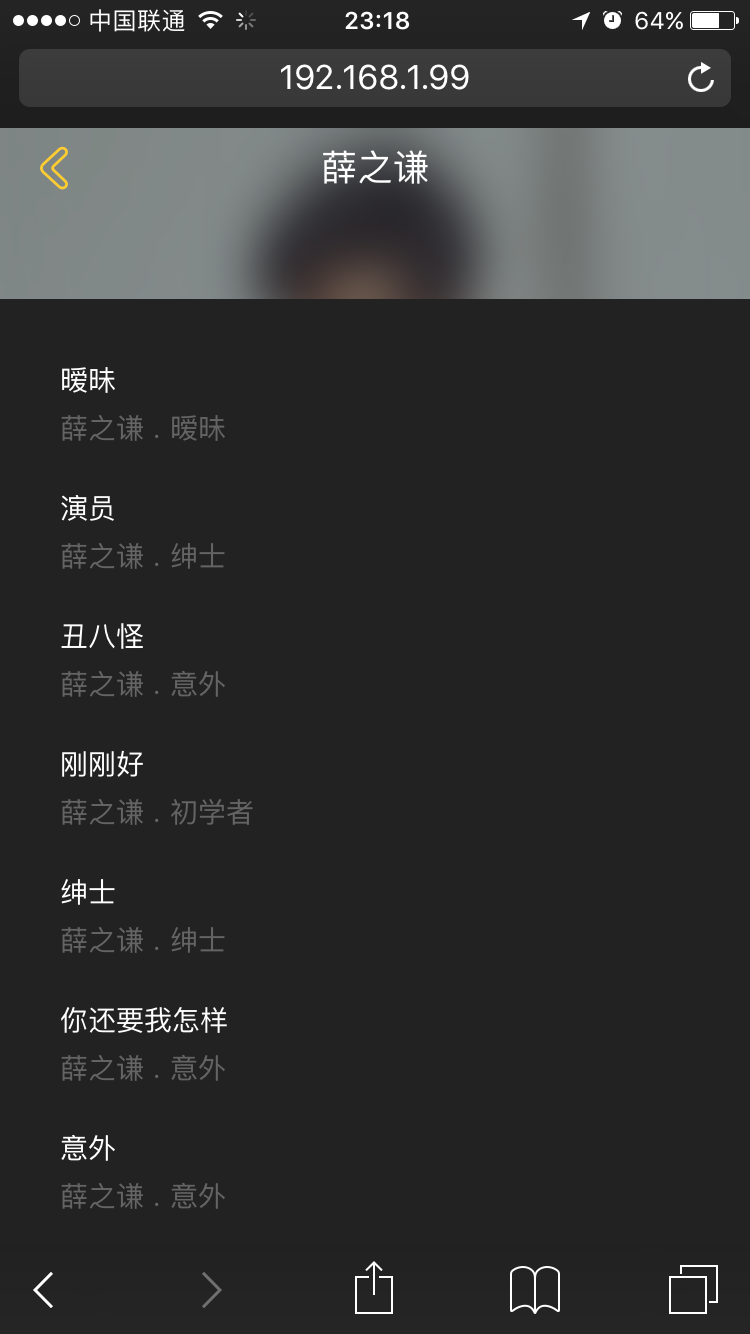 中国联通 23:18 64%
192.168.1.99
薛之谦
暧昧
薛之谦 . 暧昧
演员
薛之谦 . 绅士
丑八怪
薛之谦 . 意外
刚刚好
薛之谦 . 初学者
绅士
薛之谦 . 绅士
你还要我怎样
薛之谦 . 意外
意外
薛之谦 . 意外